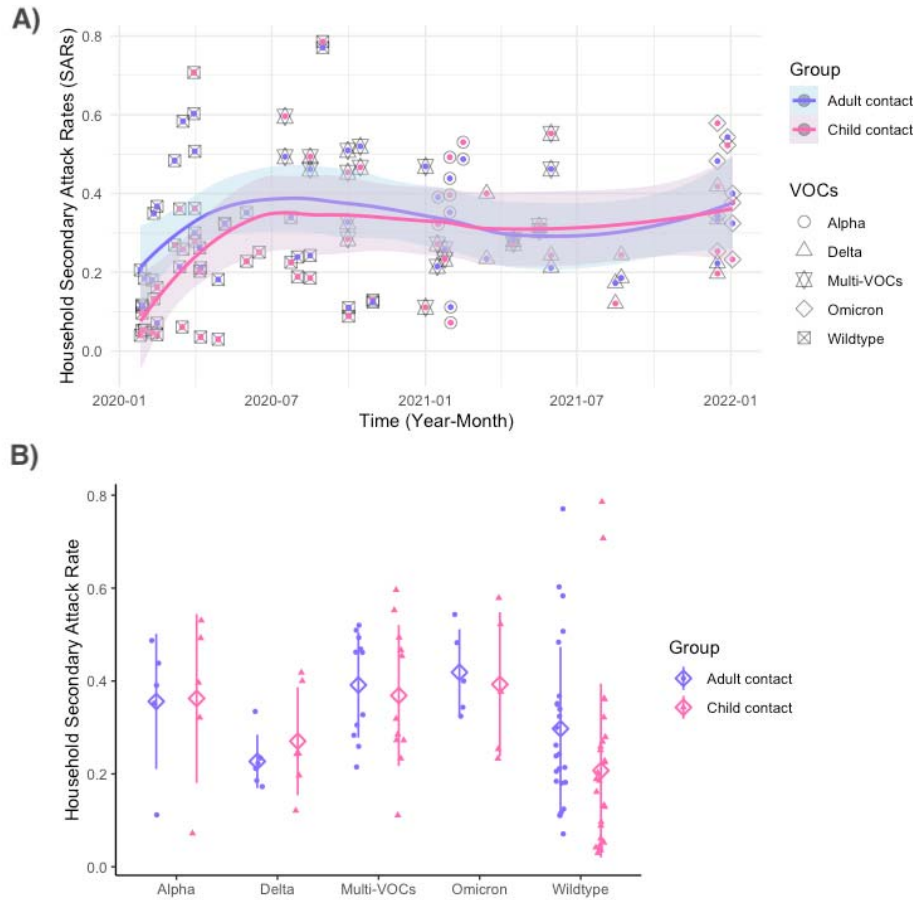 A)
Household Secondary Attack Rates (SARs)
0.8
0.6
0.4
0.2
0.0
2020-01 2020-07 2021-01 2021-07 2022-01
Time (Year-Month)
Group
Adult contact
Child contact
VOCs
Alpha
Delta
Multi-VOCs
Omicron
Wildtype
B)
Household Secondary Attack Rate
0.8
0.6
0.4
0.2
0.0
Alpha Delta Multi-VOCs Omicron Wildtype
Group
Adult contact
Child contact